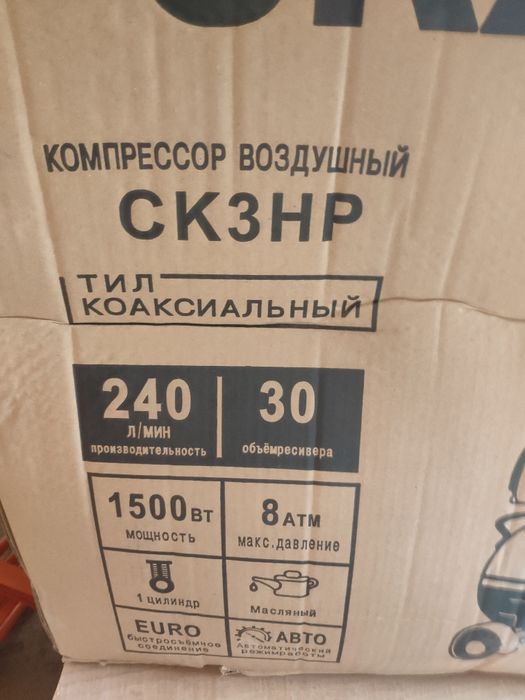 КОМПРЕССОР ВОЗДУШНЫЙ
СК3НР
ТИЛ
КОАКСИАЛЬНЫЙ
240
л/мин
производительность
30
объёмресивера
1500ВТ
мощность
8АТМ
макс.давление
1 цилиндр
Масляный
EURO
быстросъёмное
соединение
АВТО
Автоматический
режимработы